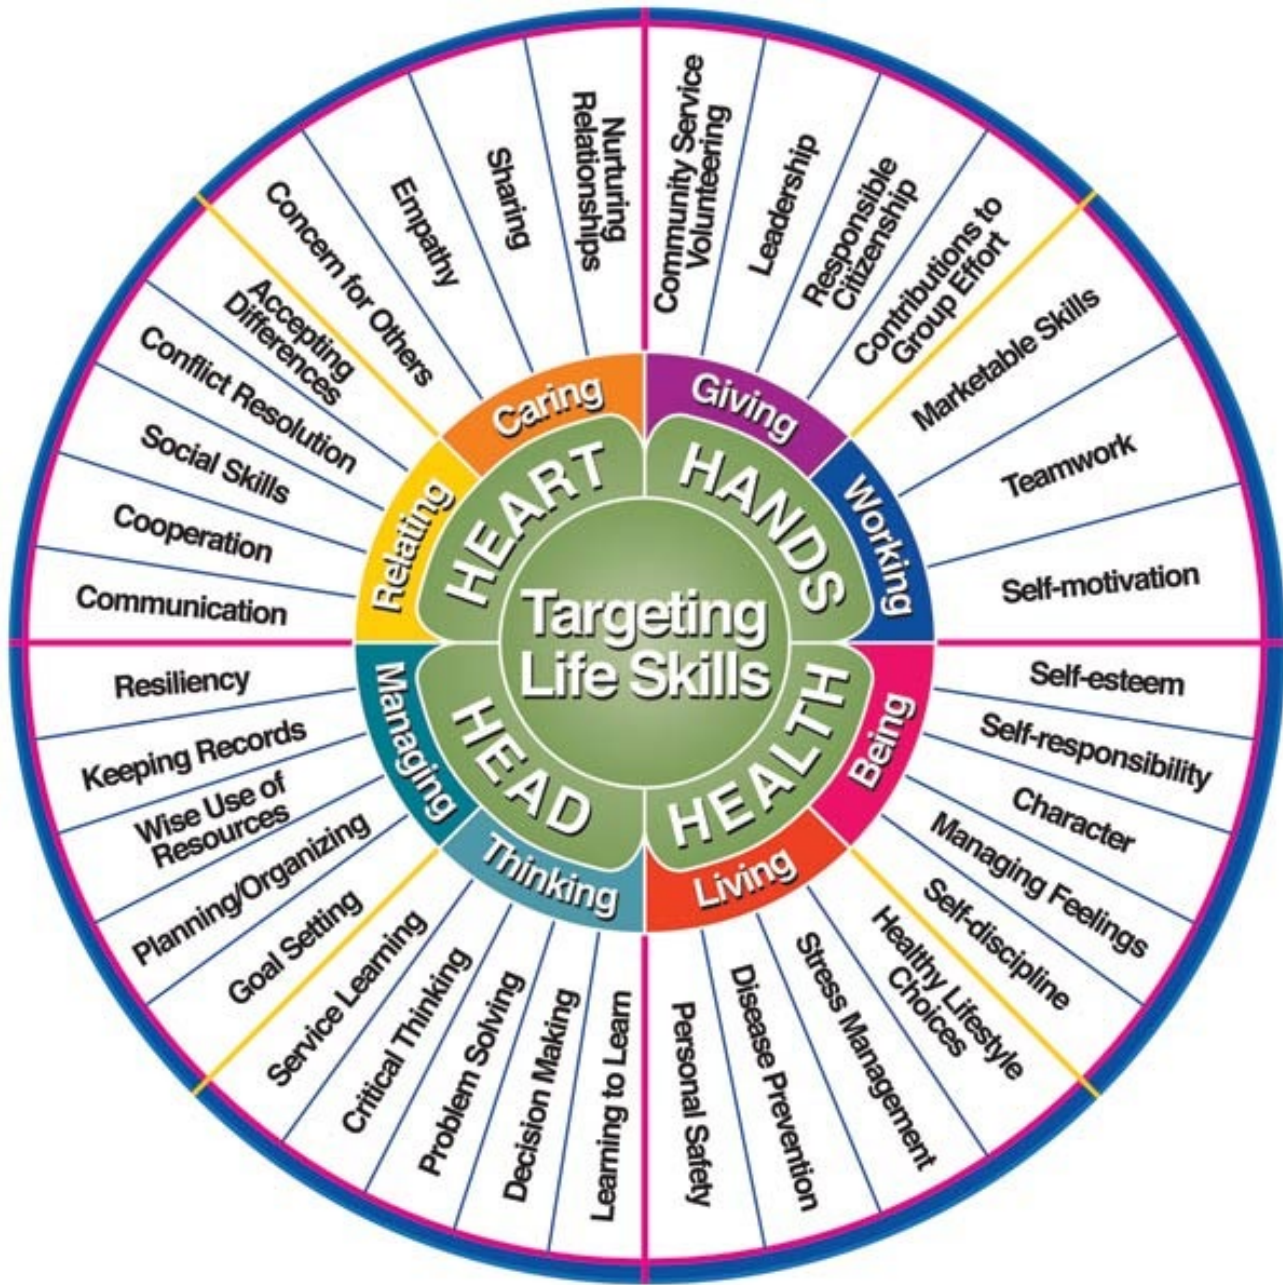 Targeting
Life Skills
HEART
Caring
Nurturing
Relationships
Sharing
Empathy
Concern for Others
Relating
Accepting
Differences
Conflict Resolution
Social Skills
Cooperation
Communication
HANDS
Giving
Community Service
Volunteering
Leadership
Responsible
Citizenship
Contributions to
Group Effort
Working
Marketable Skills
Teamwork
Self-motivation
HEALTH
Being
Self-esteem
Self-responsibility
Character
Managing Feelings
Self-discipline
Living
Healthy Lifestyle
Choices
Stress Management
Disease Prevention
Personal Safety
HEAD
Thinking
Learning to Learn
Decision Making
Problem Solving
Critical Thinking
Service Learning
Managing
Goal Setting
Planning/Organizing
Wise Use of
Resources
Keeping Records
Resiliency